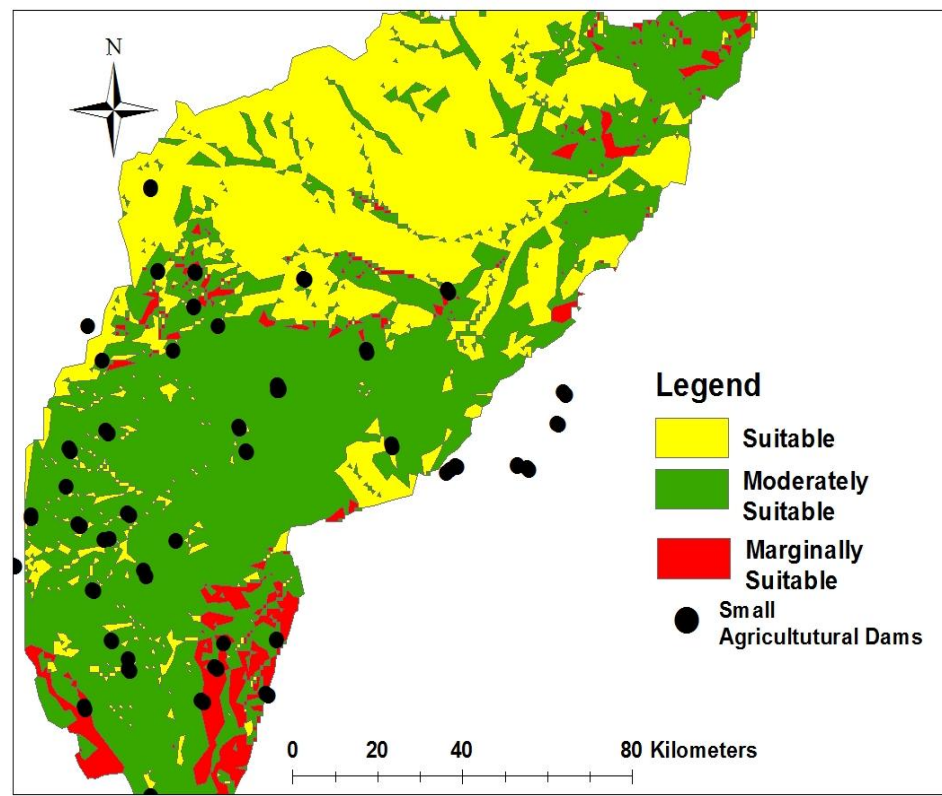 N
Legend
Suitable
Moderately
Suitable
Marginally
Suitable
Small
Agricultutural Dams
0 20 40 80 Kilometers